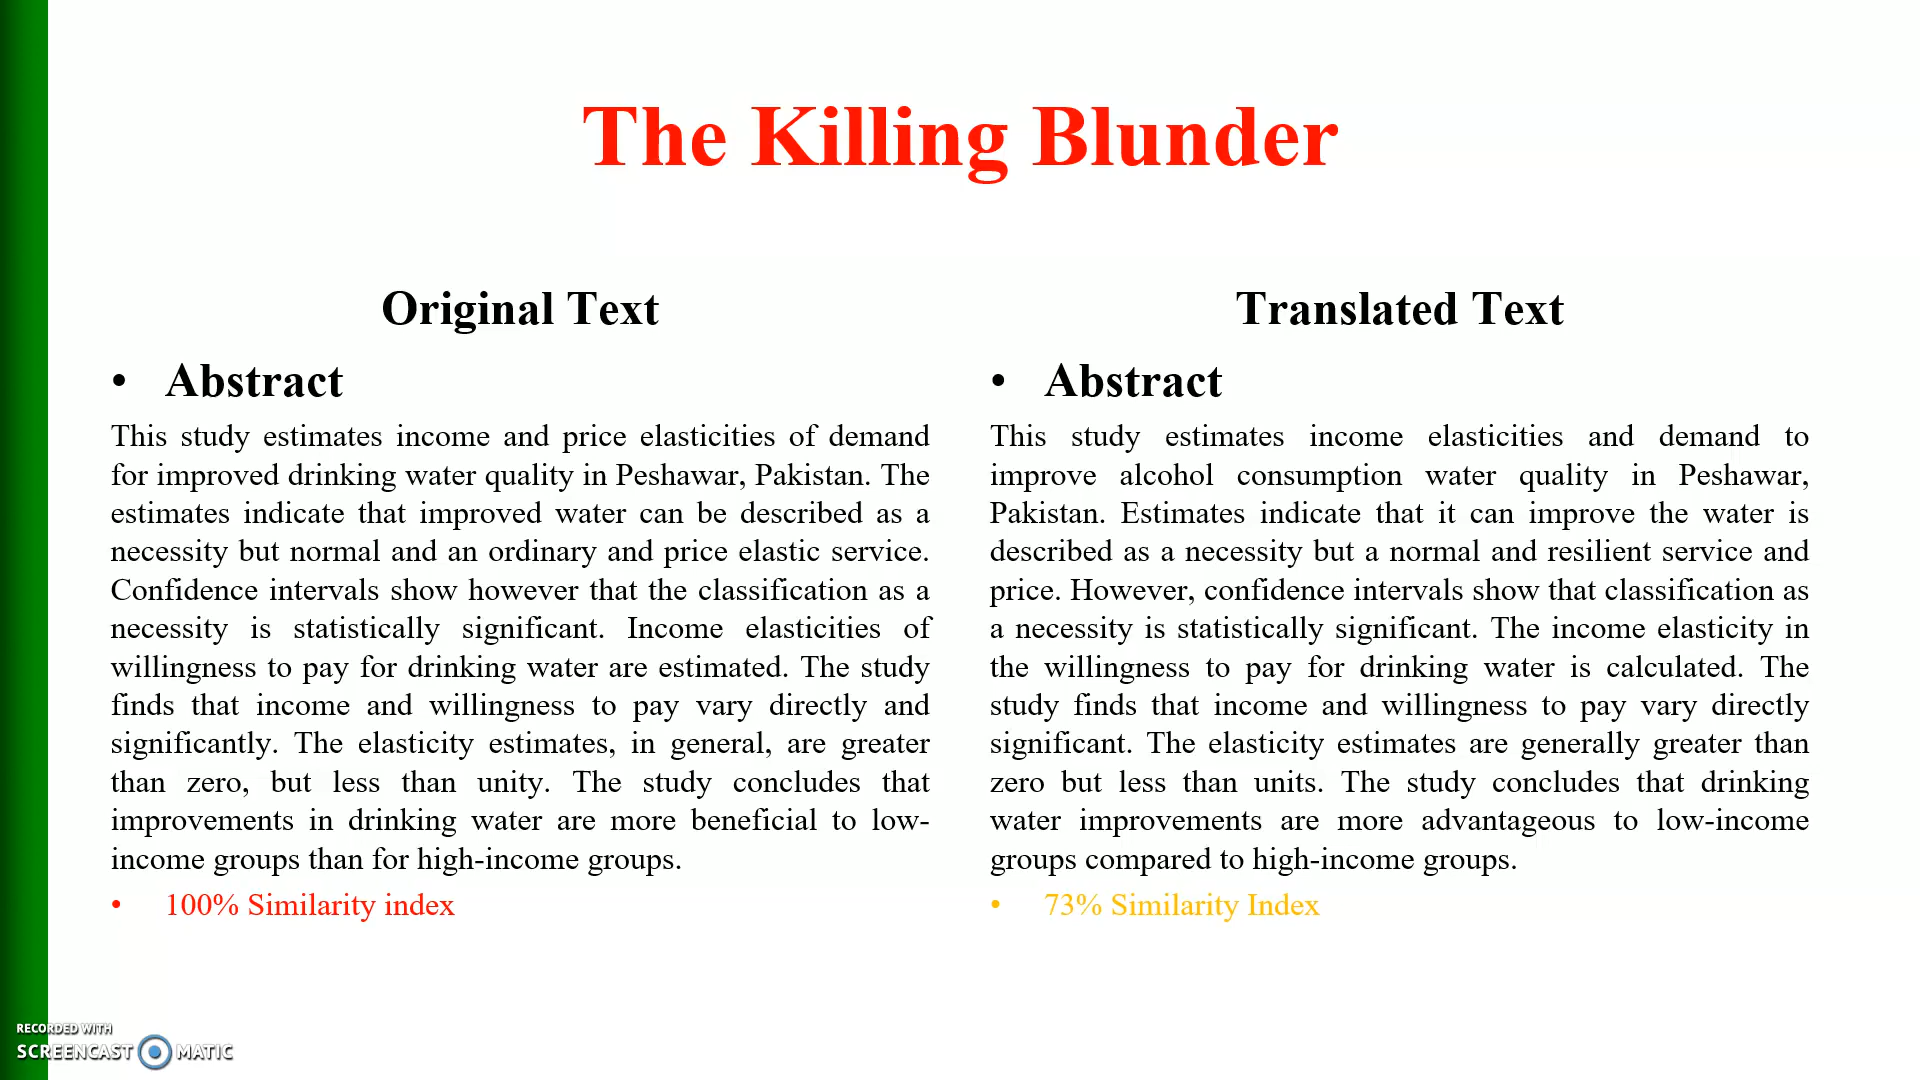 The Killing Blunder
Original Text
• Abstract
This study estimates income and price elasticities of demand
for improved drinking water quality in Peshawar, Pakistan. The
estimates indicate that improved water can be described as a
necessity but normal and an ordinary and price elastic service.
Confidence intervals show however that the classification as a
necessity is statistically significant. Income elasticities of
willingness to pay for drinking water are estimated. The study
finds that income and willingness to pay vary directly and
significantly. The elasticity estimates, in general, are greater
than zero, but less than unity. The study concludes that
improvements in drinking water are more beneficial to low-
income groups than for high-income groups.
• 100% Similarity index
Translated Text
• Abstract
This study estimates income elasticities and demand to
improve alcohol consumption water quality in Peshawar,
Pakistan. Estimates indicate that it can improve the water is
described as a necessity but a normal and resilient service and
price. However, confidence intervals show that classification as
a necessity is statistically significant. The income elasticity in
the willingness to pay for drinking water is calculated. The
study finds that income and willingness to pay vary directly
significant. The elasticity estimates are generally greater than
zero but less than units. The study concludes that drinking
water improvements are more advantageous to low-income
groups compared to high-income groups.
• 73% Similarity Index
RECORDED WITH
SCREENCAST MATIC